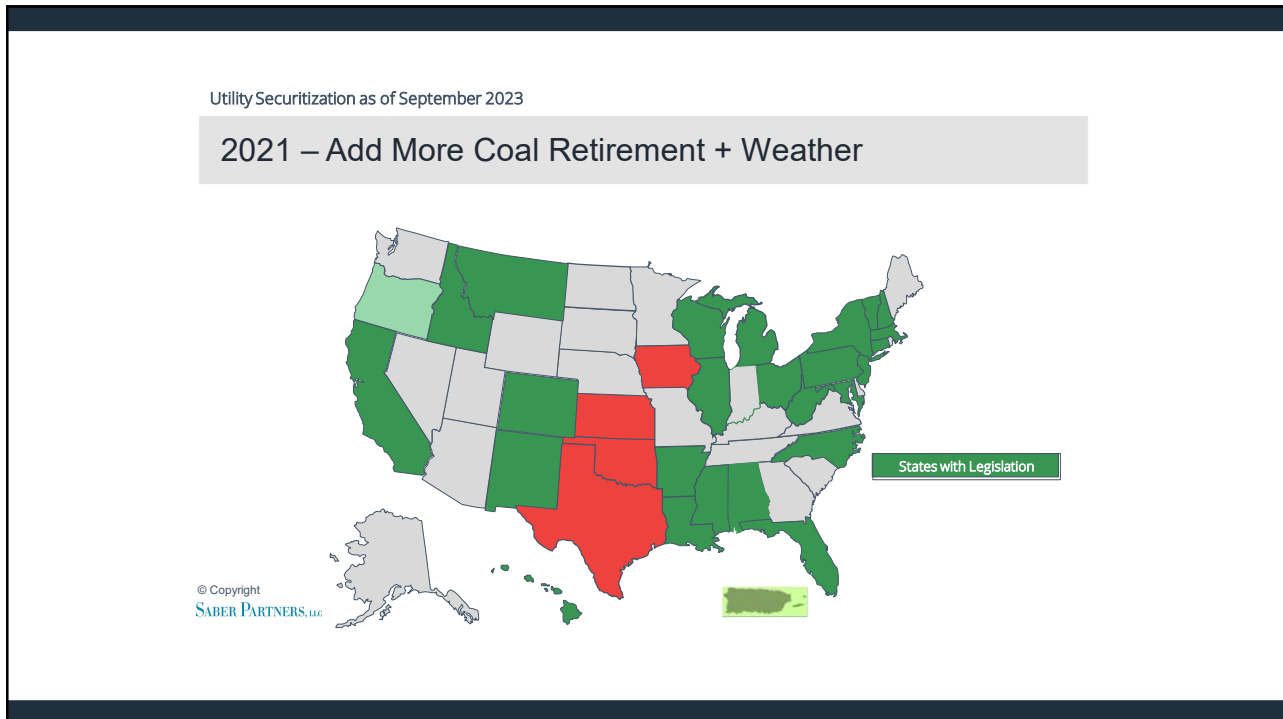 Utility Securitization as of September 2023
2021 – Add More Coal Retirement + Weather
States with Legislation
© Copyright
SABER PARTNERS, LLC